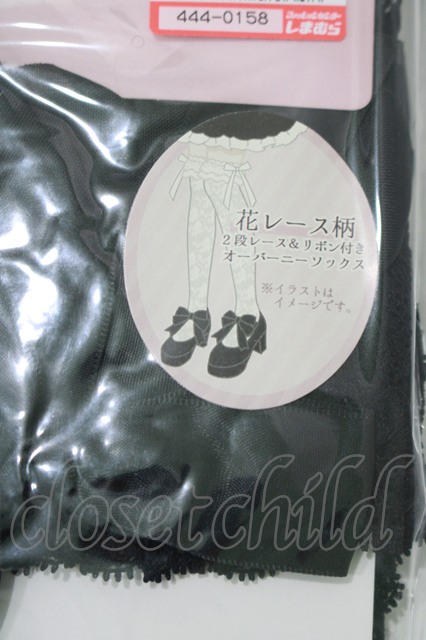 444-0158
しまむら
花レース柄
2段レース&リボン付き
オーバーニーソックス
※イラストは
イメージです。
closetchild